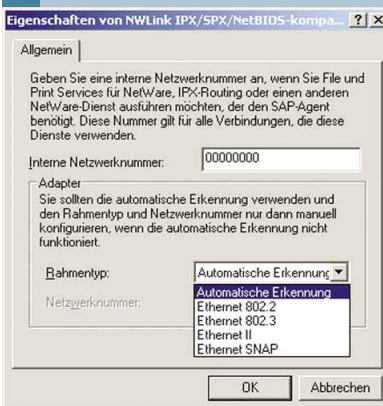 Eigenschaften von NWLink IPX/SPX/NetBIOS-kompa...
Allgemein
Geben Sie eine interne Netzwerknummer an, wenn Sie File und
Print Services für NetWare, IPX-Routing oder einen anderen
NetWare-Dienst ausführen möchten, der den SAP-Agent
benötigt. Diese Nummer gilt für alle Verbindungen, die diese
Dienste verwenden.
Interne Netzwerknummer: 00000000
Adapter
Sie sollten die automatische Erkennung verwenden und
den Rahmentyp und Netzwerknummer nur dann manuell
konfigurieren, wenn die automatische Erkennung nicht
funktioniert.
Rahmentyp: Automatische Erkennung
Automatische Erkennung
Netzwerknummer:
Ethernet 802.2
Ethernet 802.3
Ethernet II
Ethernet SNAP
OK Abbrechen